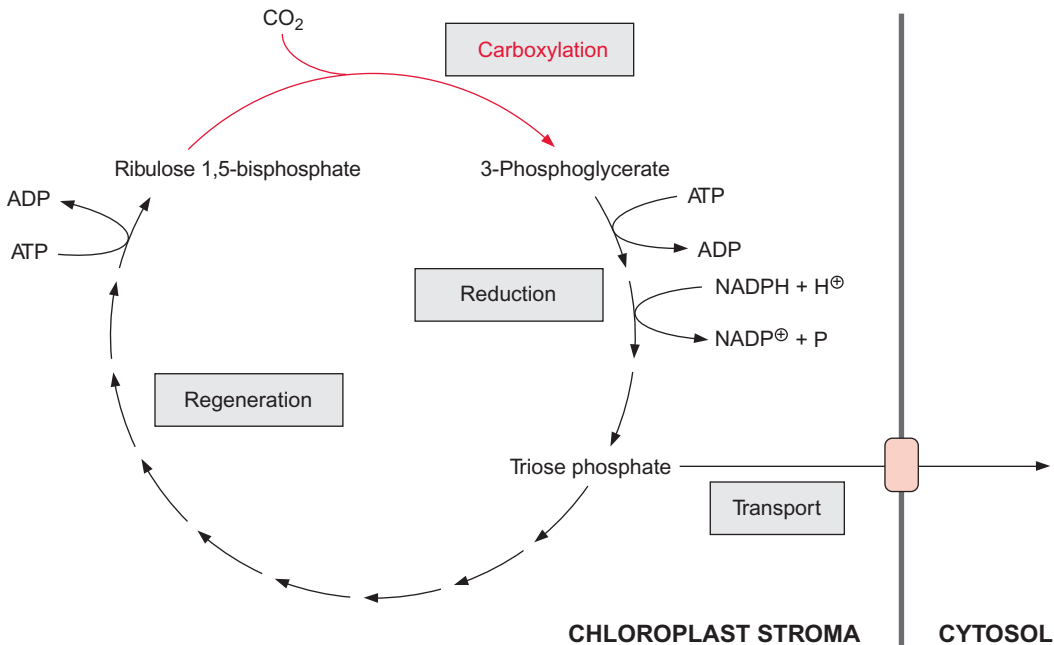 CO₂
Carboxylation
Ribulose 1,5-bisphosphate
3-Phosphoglycerate
ADP
ATP
ATP
ADP
Reduction
NADPH + H⊕
NADP⊕ + P
Regeneration
Triose phosphate
Transport
CHLOROPLAST STROMA
CYTOSOL